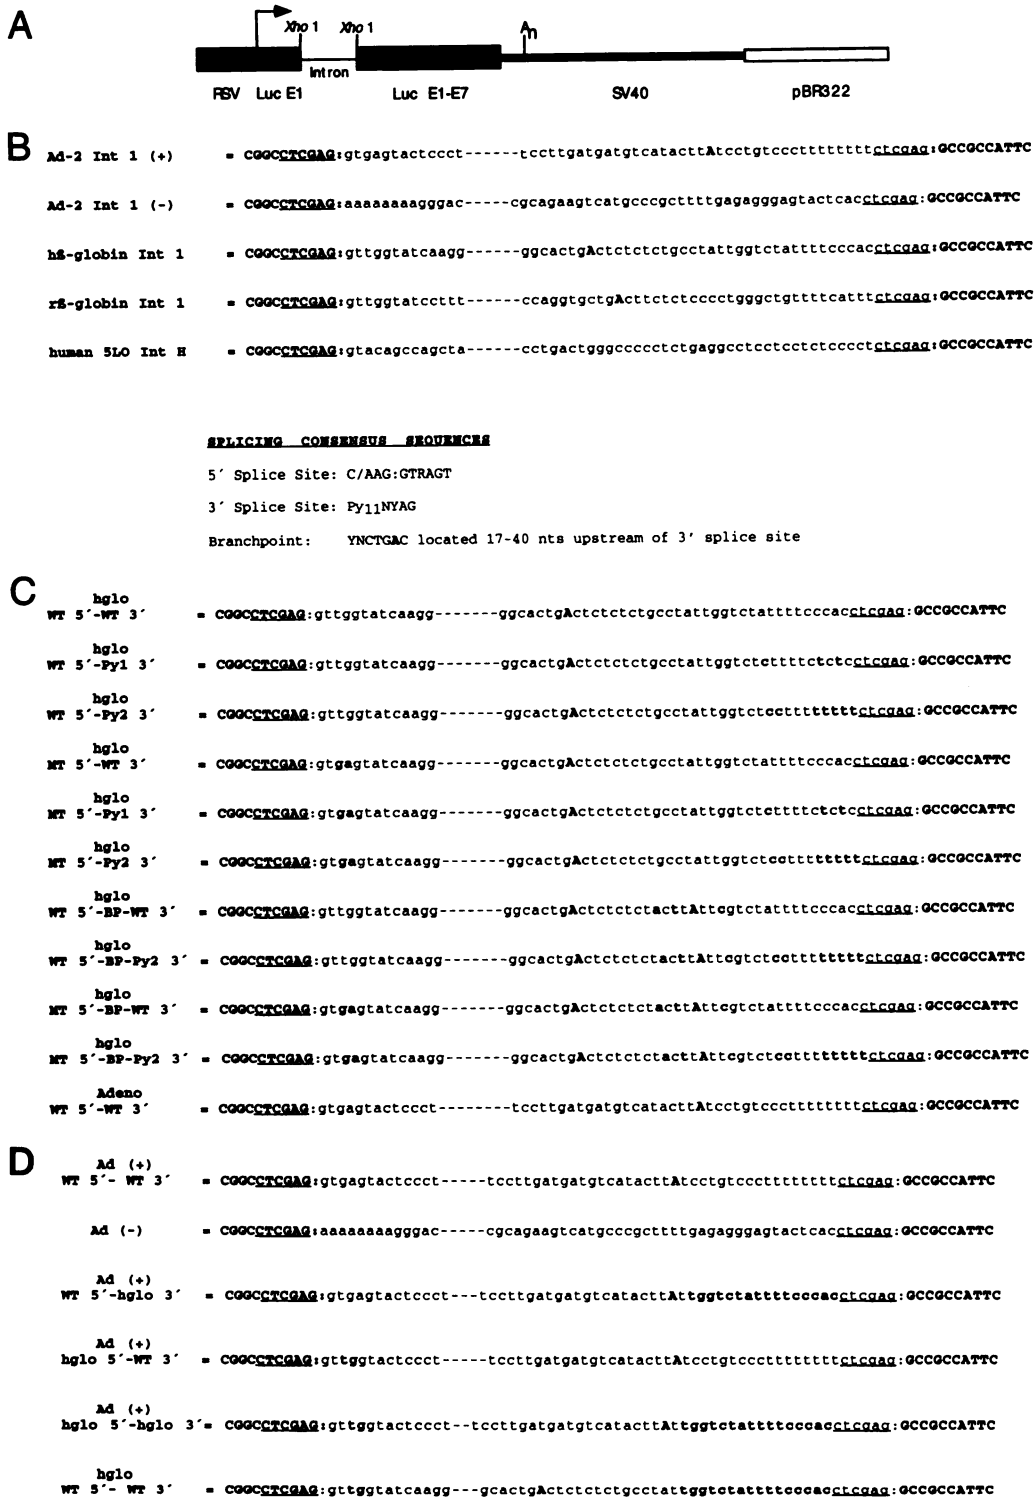 A
Xho 1 Xho 1 An
Intron
RSV Luc E1 Luc E1-E7 SV40 pBR322
B
Ad-2 Int 1 (+) = CGGCCTCGAG:gtgagtactccct------tccttgatgatgtcatacttAtcctgtccctttttttttctcgag:GCCGCCATTC
Ad-2 Int 1 (-) = CGGCCTCGAG:aaaaaaaagggac-----cgcagaagtcatgcccgcttttgagagggagtactcacctcgag:GCCGCCATTC
hß-globin Int 1 = CGGCCTCGAG:gttggtatcaagg------ggcactgActctctctgcctattggtctattttcccacctcgag:GCCGCCATTC
rß-globin Int 1 = CGGCCTCGAG:gttggtatccttt------ccaggtgctgActtctctcccctgggctgttttcatttctcgag:GCCGCCATTC
human 5LO Int H = CGGCCTCGAG:gtacagccagcta------cctgactgggccccctctgaggcctcctcctctcccctctcgag:GCCGCCATTC
SPLICING CONSENSUS SEQUENCES
5´ Splice Site: C/AAG:GTRAGT
3´ Splice Site: Py11NYAG
Branchpoint: YNCTGAC located 17-40 nts upstream of 3' splice site
C
hglo
WT 5´-WT 3´ = CGGCCTCGAG:gttggtatcaagg-------ggcactgActctctctgcctattggtctattttcccacctcgag:GCCGCCATTC
hglo
WT 5´-Py1 3´ = CGGCCTCGAG:gttggtatcaagg-------ggcactgActctctctgcctattggtctcttttctctcctcgag:GCCGCCATTC
hglo
WT 5´-Py2 3´ = CGGCCTCGAG:gttggtatcaagg-------ggcactgActctctctgcctattggtctccttttttttctcgag:GCCGCCATTC
hglo
MT 5´-WT 3´ = CGGCCTCGAG:gtgagtatcaagg-------ggcactgActctctctgcctattggtctattttcccacctcgag:GCCGCCATTC
hglo
MT 5´-Py1 3´ = CGGCCTCGAG:gtgagtatcaagg-------ggcactgActctctctgcctattggtctcttttctctcctcgag:GCCGCCATTC
hglo
MT 5´-Py2 3´ = CGGCCTCGAG:gtgagtatcaagg-------ggcactgActctctctgcctattggtctccttttttttctcgag:GCCGCCATTC
hglo
WT 5´-BP-WT 3´ = CGGCCTCGAG:gttggtatcaagg-------ggcactgActctctctacttAttcgtctattttcccacctcgag:GCCGCCATTC
hglo
WT 5´-BP-Py2 3´ = CGGCCTCGAG:gttggtatcaagg-------ggcactgActctctctacttAttcgtctccttttttttctcgag:GCCGCCATTC
hglo
MT 5´-BP-WT 3´ = CGGCCTCGAG:gtgagtatcaagg-------ggcactgActctctctacttAttcgtctattttcccacctcgag:GCCGCCATTC
hglo
MT 5´-BP-Py2 3´ = CGGCCTCGAG:gtgagtatcaagg-------ggcactgActctctctacttAttcgtctccttttttttctcgag:GCCGCCATTC
Adeno
WT 5´-WT 3´ = CGGCCTCGAG:gtgagtactccct--------tccttgatgatgtcatacttAtcctgtccctttttttttctcgag:GCCGCCATTC
D
Ad (+)
WT 5´- WT 3´ = CGGCCTCGAG:gtgagtactccct-----tccttgatgatgtcatacttAtcctgtccctttttttttctcgag:GCCGCCATTC
Ad (-) = CGGCCTCGAG:aaaaaaaagggac-----cgcagaagtcatgcccgcttttgagagggagtactcacctcgag:GCCGCCATTC
Ad (+)
WT 5´-hglo 3´ = CGGCCTCGAG:gtgagtactccct---tccttgatgatgtcatacttAttggtctattttcccacctcgag:GCCGCCATTC
Ad (+)
hglo 5´-WT 3´ = CGGCCTCGAG:gttggtactccct-----tccttgatgatgtcatacttAtcctgtccctttttttttctcgag:GCCGCCATTC
Ad (+)
hglo 5´-hglo 3´= CGGCCTCGAG:gttggtactccct--tccttgatgatgtcatacttAttggtctattttcccacctcgag:GCCGCCATTC
hglo
WT 5´- WT 3´ = CGGCCTCGAG:gttggtatcaagg---gcactgActctctctgcctattggtctattttcccacctcgag:GCCGCCATTC